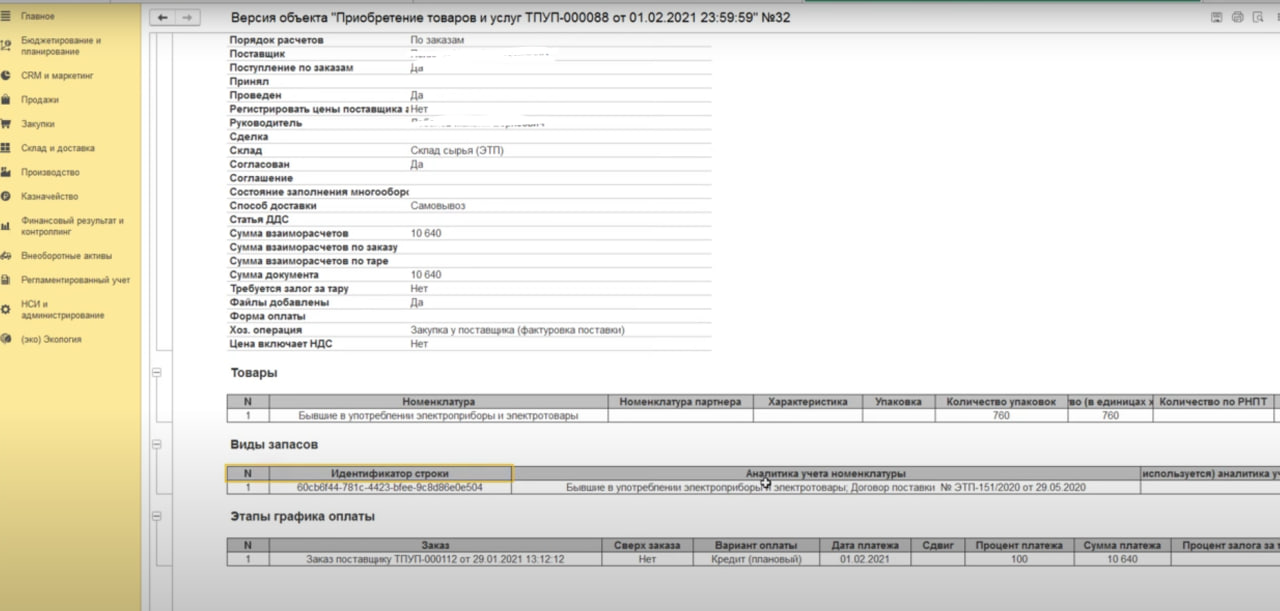 Версия объекта "Приобретение товаров и услуг ТПУП-000088 от 01.02.2021 23:59:59" №32
Главное
Бюджетирование и
планирование
CRM и маркетинг
Продажи
Закупки
Склад и доставка
Производство
Казначейство
Финансовый результат и
контроллинг
Внеоборотные активы
Регламентированный учет
НСИ и
администрирование
(эко) Экология
Порядок расчетов По заказам
Поставщик
Поступление по заказам Да
Принял
Проведен Да
Регистрировать цены поставщика Нет
Руководитель
Сделка
Склад Склад сырья (ЭТП)
Согласован Да
Соглашение
Состояние заполнения многооборо
Способ доставки Самовывоз
Статья ДДС
Сумма взаиморасчетов 10 640
Сумма взаиморасчетов по заказу
Сумма взаиморасчетов по таре
Сумма документа 10 640
Требуется залог за тару Нет
Файлы добавлены Да
Форма оплаты
Хоз. операция Закупка у поставщика (фактуровка поставки)
Цена включает НДС Нет
Товары
N Номенклатура Номенклатура партнера Характеристика Упаковка Количество упаковок во (в единицах х Количество по РНПТ
1 Бывшие в употреблении электроприборы и электротовары 760 760
Виды запасов
N Идентификатор строки Аналитика учета номенклатуры используется) аналитика уч
1 60cb6f44-781c-4423-bfee-9c8d86e0e504 Бывшие в употреблении электроприборы и электротовары; Договор поставки № ЭТП-151/2020 от 29.05.2020
Этапы графика оплаты
N Заказ Сверх заказа Вариант оплаты Дата платежа Сдвиг Процент платежа Сумма платежа Процент залога за т
1 Заказ поставщику ТПУП-000112 от 29.01.2021 13:12:12 Нет Кредит (плановый) 01.02.2021 100 10 640